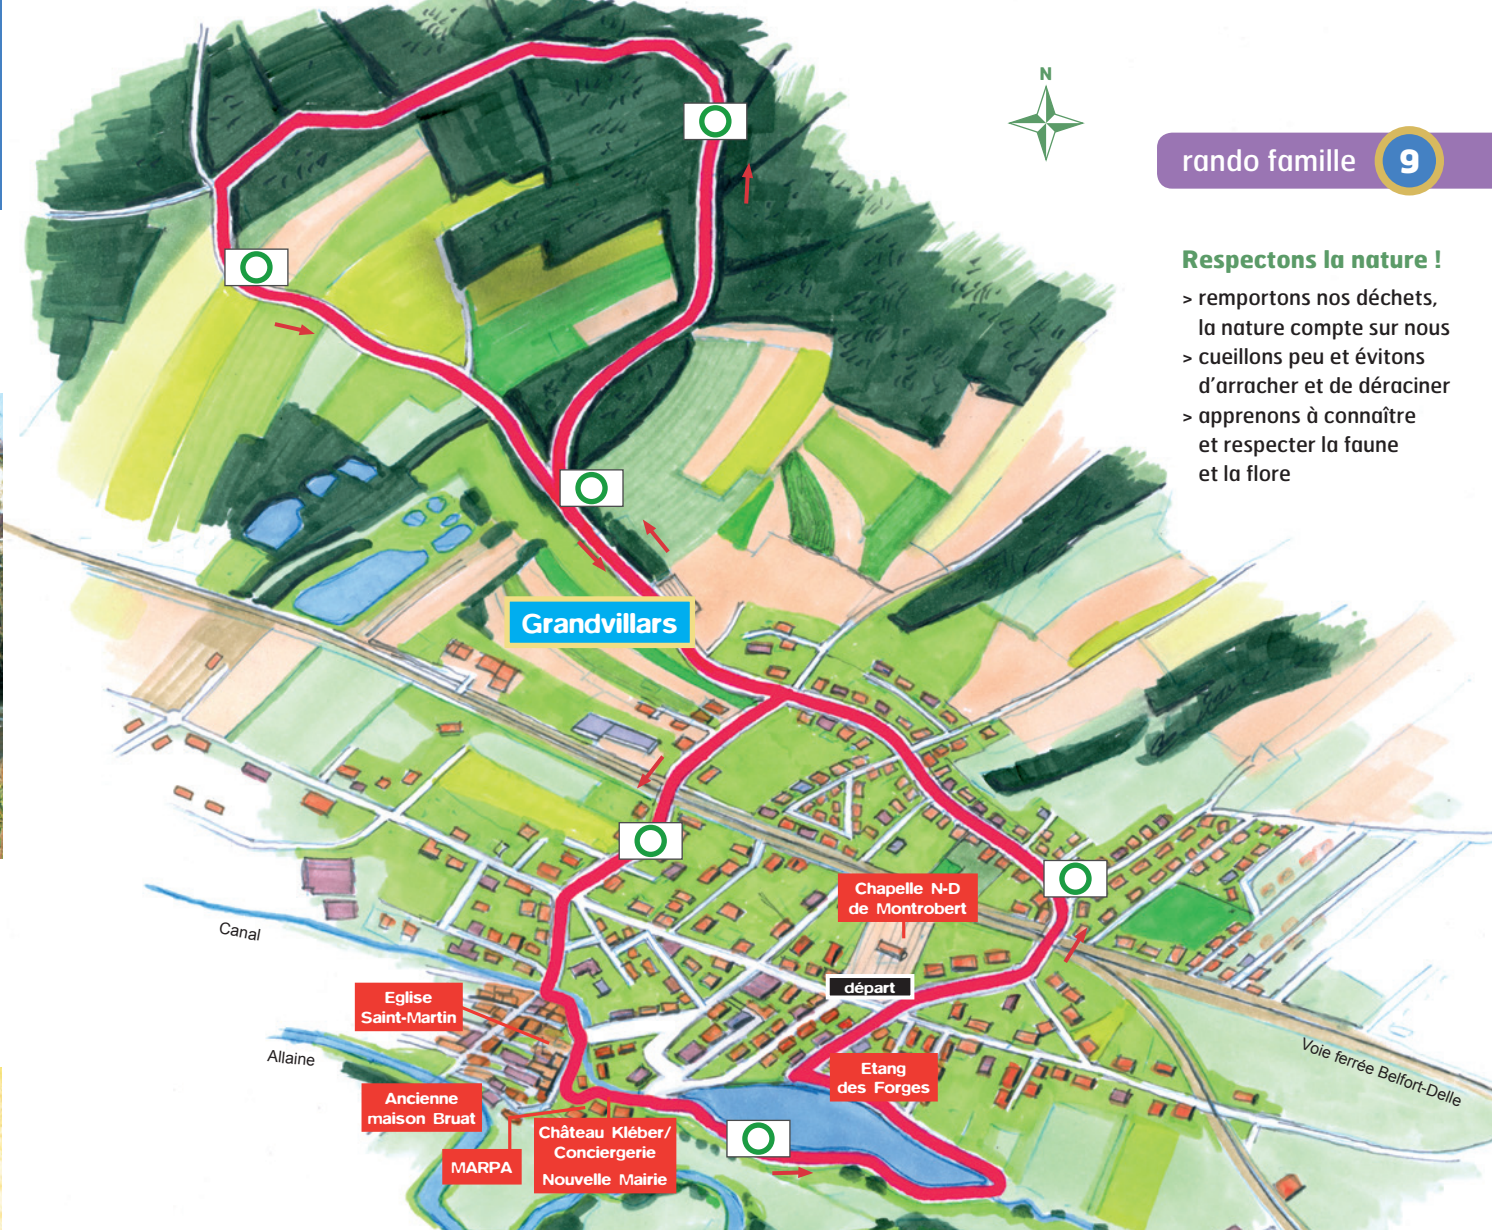 N
rando famille 9
Respectons la nature !
> remportons nos déchets,
la nature compte sur nous
> cueillons peu et évitons
d'arracher et de déraciner
> apprenons à connaître
et respecter la faune
et la flore
Grandvillars
Chapelle N-D
de Montrobert
Canal
départ
Eglise
Saint-Martin
Allaine
Voie ferrée Belfort-Delle
Etang
des Forges
Ancienne
maison Bruat
Château Kléber/
Conciergerie
Nouvelle Mairie
MARPA